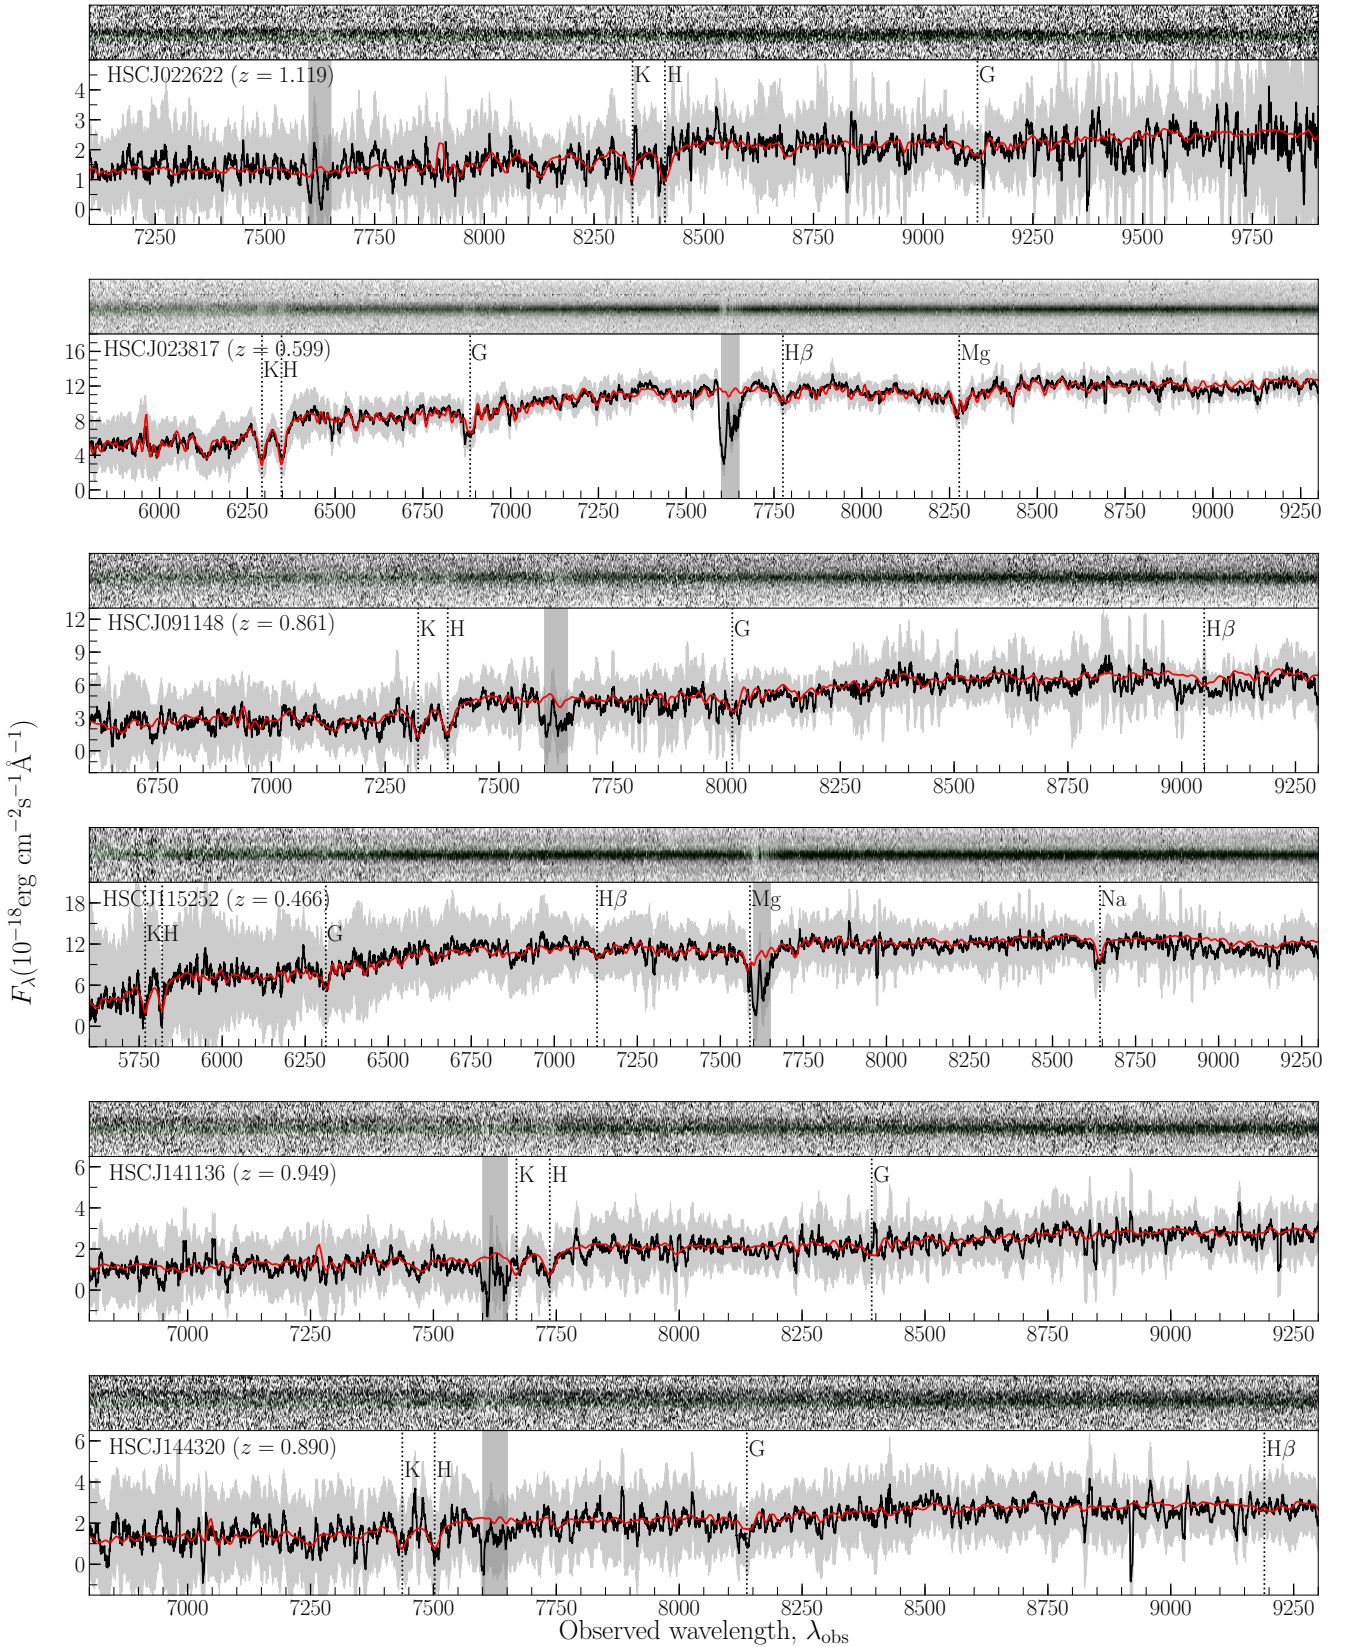 HSCJ022622 (z = 1.119)
K H G
4
3
2
1
0
7250 7500 7750 8000 8250 8500 8750 9000 9250 9500 9750
HSCJ023817 (z = 0.599)
K H G Hβ Mg
16
12
8
4
0
6000 6250 6500 6750 7000 7250 7500 7750 8000 8250 8500 8750 9000 9250
HSCJ091148 (z = 0.861)
K H G Hβ
12
9
6
3
0
6750 7000 7250 7500 7750 8000 8250 8500 8750 9000 9250
F_λ(10⁻¹⁸erg cm⁻²s⁻¹Å⁻¹)
HSCJ115252 (z = 0.466)
K H G Hβ Mg Na
18
12
6
0
5750 6000 6250 6500 6750 7000 7250 7500 7750 8000 8250 8500 8750 9000 9250
HSCJ141136 (z = 0.949)
K H G
6
4
2
0
7000 7250 7500 7750 8000 8250 8500 8750 9000 9250
HSCJ144320 (z = 0.890)
K H G Hβ
6
4
2
0
7000 7250 7500 7750 8000 8250 8500 8750 9000 9250
Observed wavelength, λ_obs